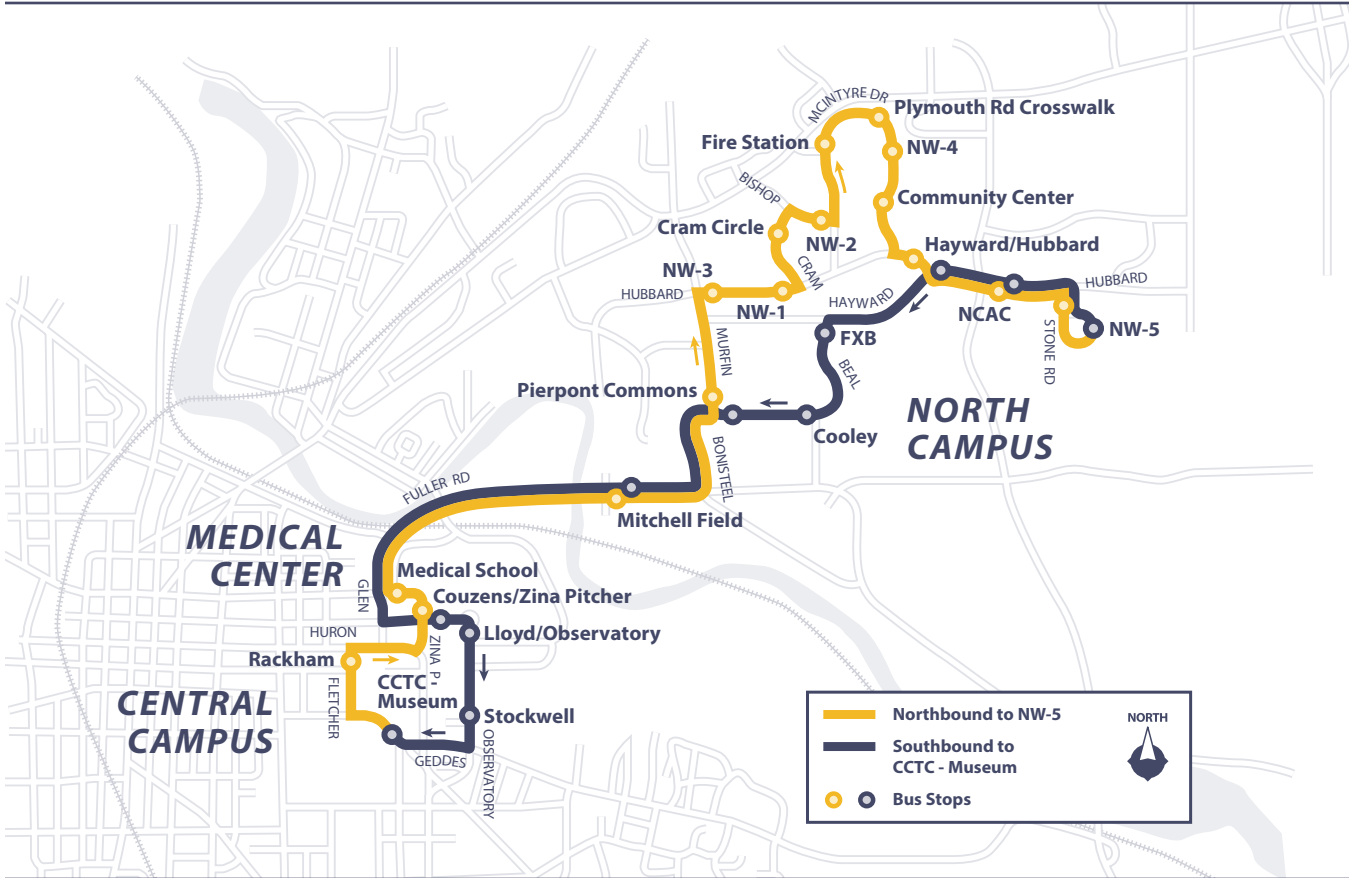 MCINTYRE DR
Plymouth Rd Crosswalk
Fire Station
NW-4
BISHOP
Community Center
Cram Circle
NW-2
Hayward/Hubbard
NW-3
CRAM
HUBBARD
HUBBARD
NW-1
HAYWARD
NCAC
FXB
NW-5
MURFIN
STONE RD
BEAL
Pierpont Commons
NORTH
CAMPUS
Cooley
BONISTEEL
FULLER RD
Mitchell Field
MEDICAL
CENTER
Medical School
GLEN
Couzens/Zina Pitcher
HURON
Lloyd/Observatory
ZINA P
Rackham
CCTC -
Museum
FLETCHER
CENTRAL
CAMPUS
Stockwell
OBSERVATORY
GEDDES
Northbound to NW-5
Southbound to
CCTC - Museum
Bus Stops
NORTH